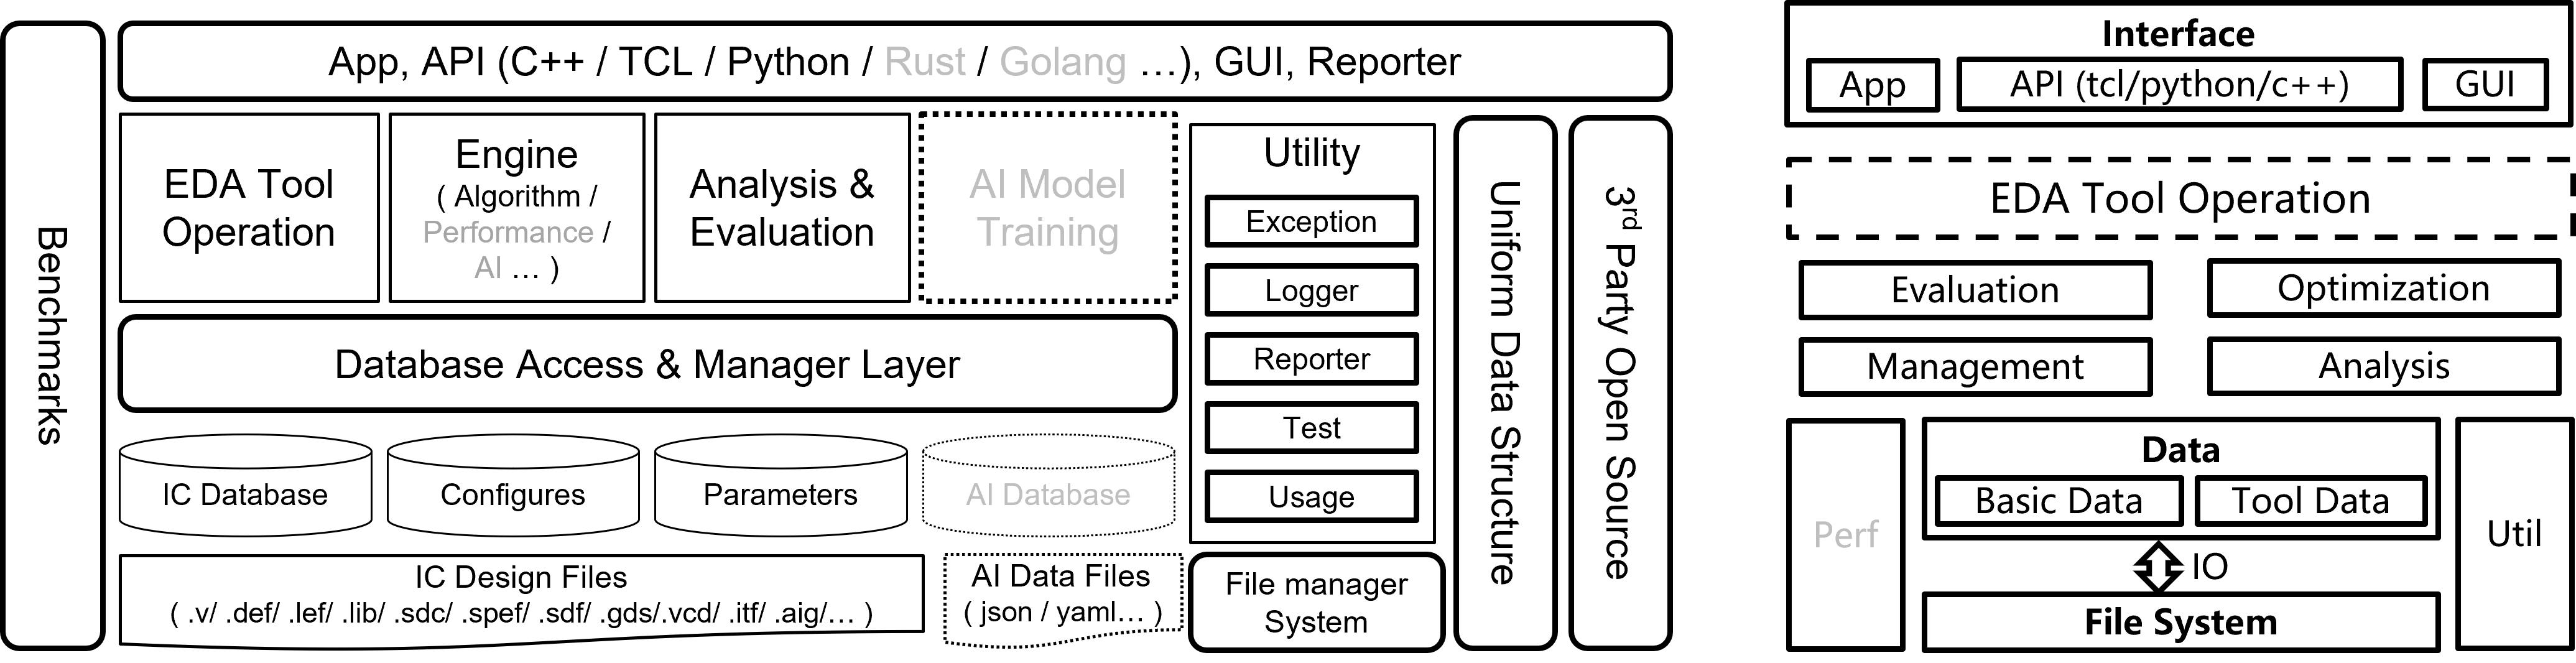 Benchmarks
App, API (C++ / TCL / Python / Rust / Golang …), GUI, Reporter
EDA Tool
Operation
Engine
( Algorithm /
Performance /
AI … )
Analysis &
Evaluation
AI Model
Training
Utility
Exception
Logger
Reporter
Test
Usage
Uniform Data Structure
3rd Party Open Source
Database Access & Manager Layer
IC Database
Configures
Parameters
AI Database
IC Design Files
( .v/ .def/ .lef/ .lib/ .sdc/ .spef/ .sdf/ .gds/.vcd/ .itf/ .aig/… )
AI Data Files
( json / yaml… )
File manager
System
Interface
App
API (tcl/python/c++)
GUI
EDA Tool Operation
Evaluation
Optimization
Management
Analysis
Perf
Data
Basic Data
Tool Data
IO
File System
Util